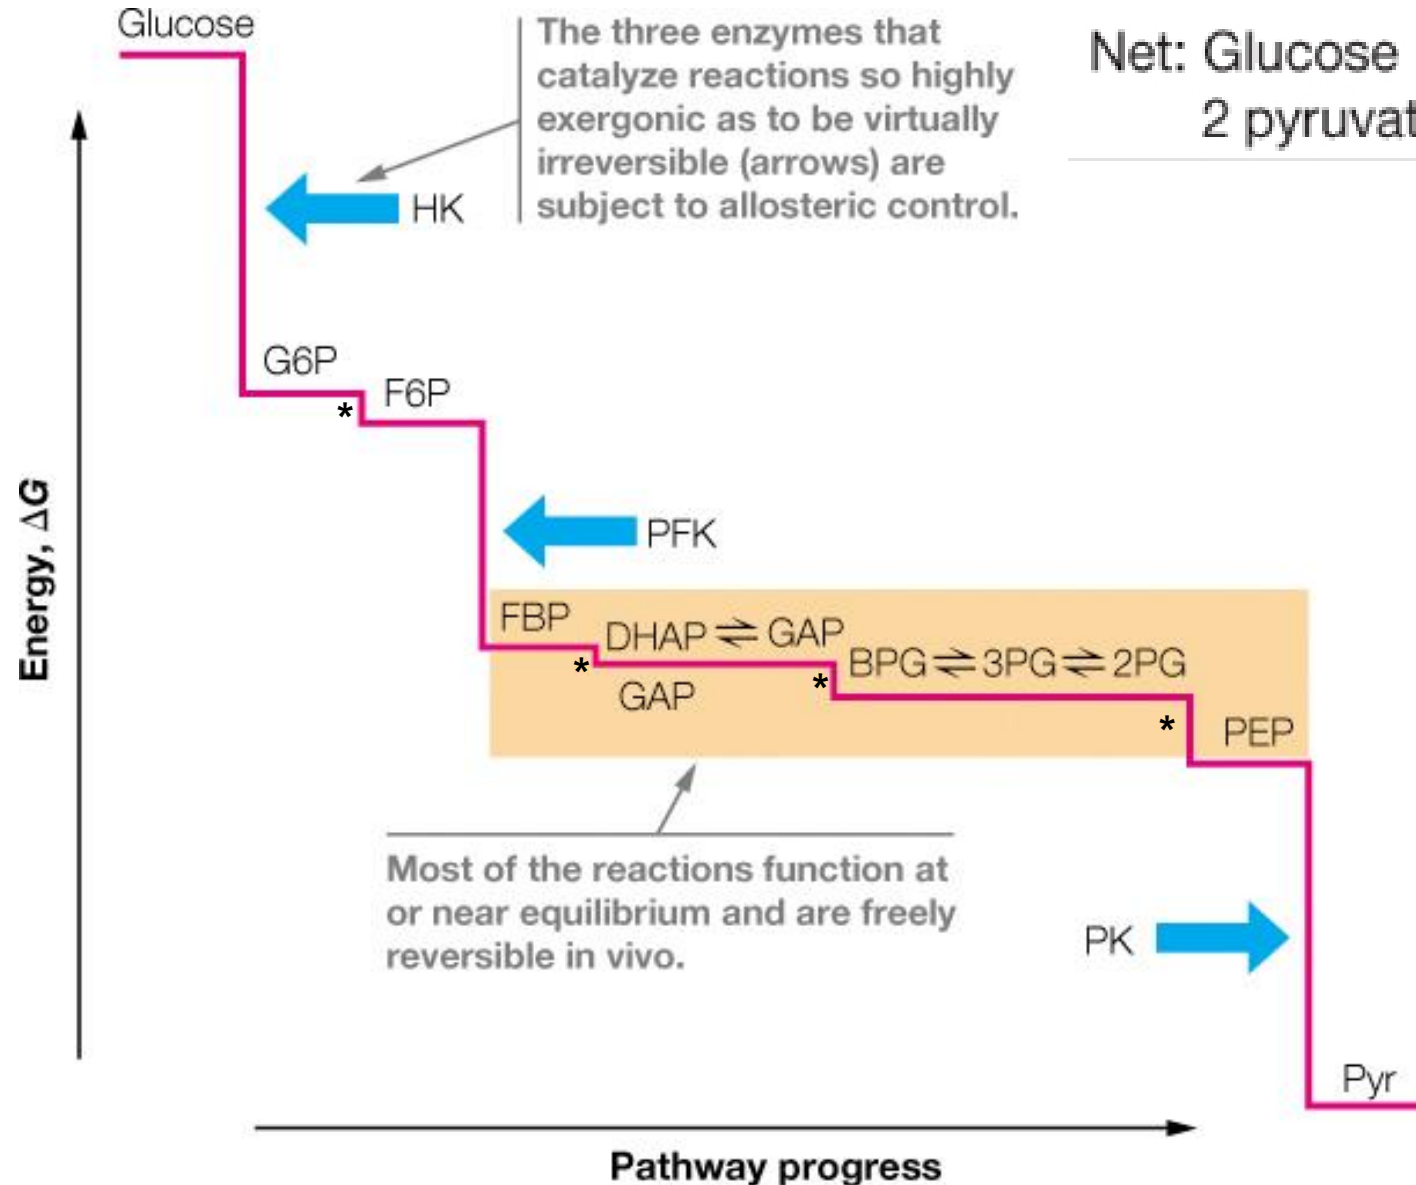 Glucose
The three enzymes that
catalyze reactions so highly
exergonic as to be virtually
irreversible (arrows) are
subject to allosteric control.
Net: Glucose
2 pyruvat
HK
G6P
*
F6P
Energy, ΔG
PFK
FBP
DHAP ⇌ GAP
BPG ⇌ 3PG ⇌ 2PG
*
*
GAP
*
PEP
Most of the reactions function at
or near equilibrium and are freely
reversible in vivo.
PK
Pyr
Pathway progress